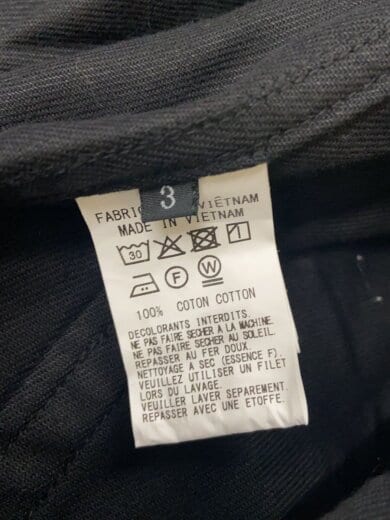 3
FABRIQUÉ VIÊTNAM
MADE IN VIETNAM
30
F
W
100% COTON COTTON
DECOLORANTS INTERDITS.
NE PAS FAIRE SECHER A LA MACHINE.
NE PAS FAIRE SECHER AU SOLEIL.
REPASSER AU FER DOUX.
NETTOYAGE A SEC (ESSENCE F).
VEUILLEZ UTILISER UN FILET
LORS DU LAVAGE.
VEUILLER LAVER SEPAREMENT.
REPASSER AVEC UNE ETOFFE.